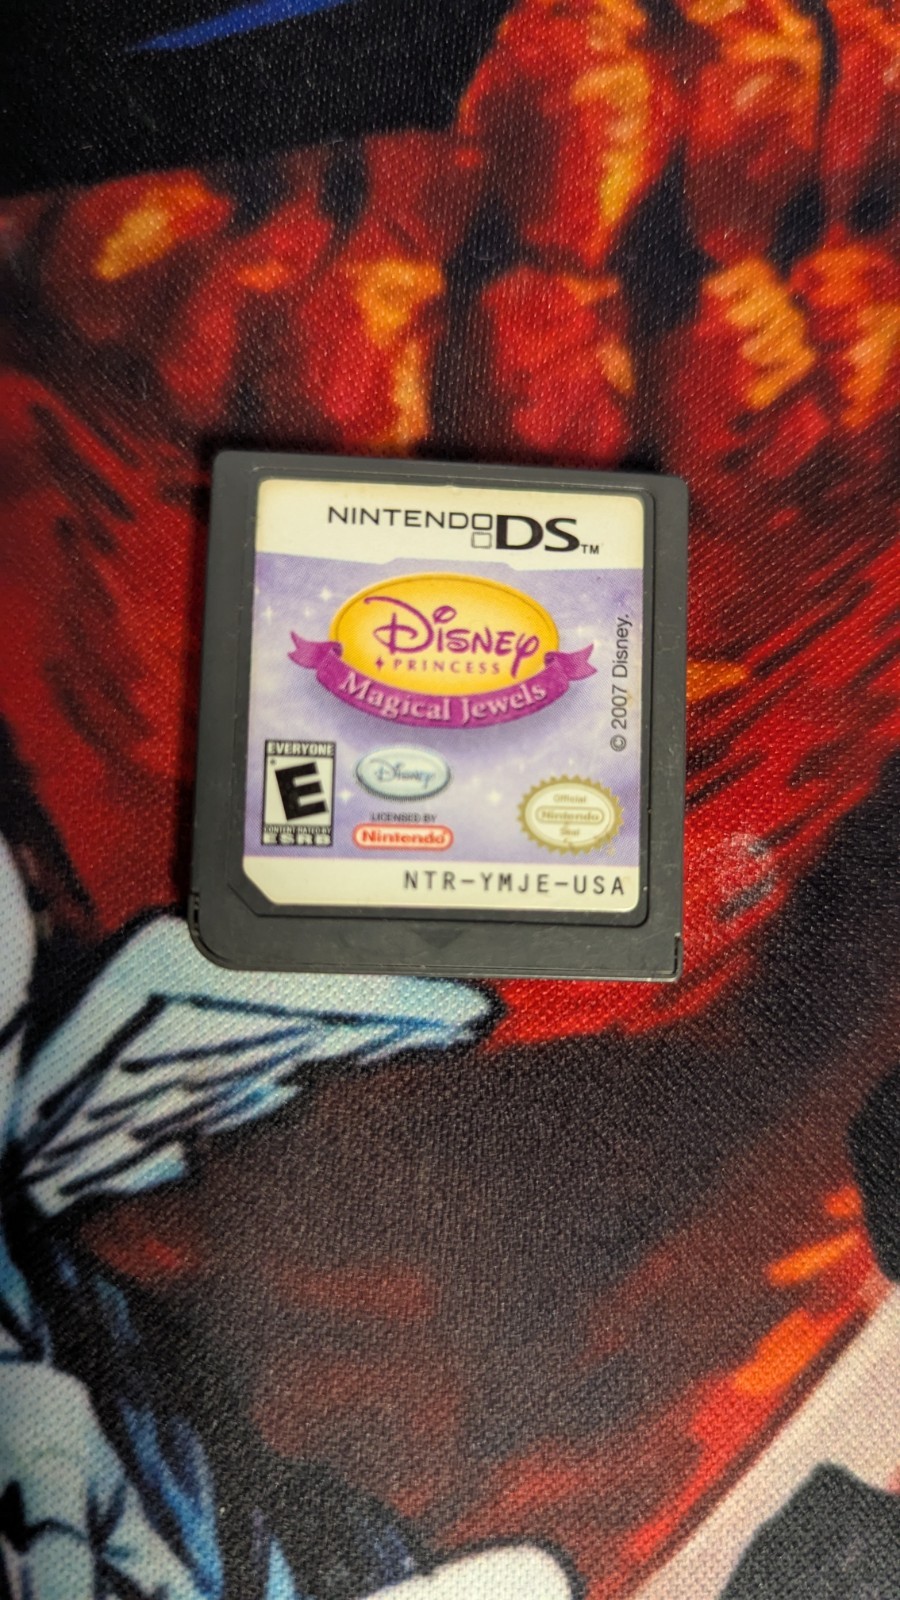 NINTENDO DS™
Disney
PRINCESS
Magical Jewels
© 2007 Disney.
EVERYONE
E
CONTENT RATED BY
ESRB
Disney
LICENSED BY
Nintendo
Official
Nintendo
Seal
NTR-YMJE-USA